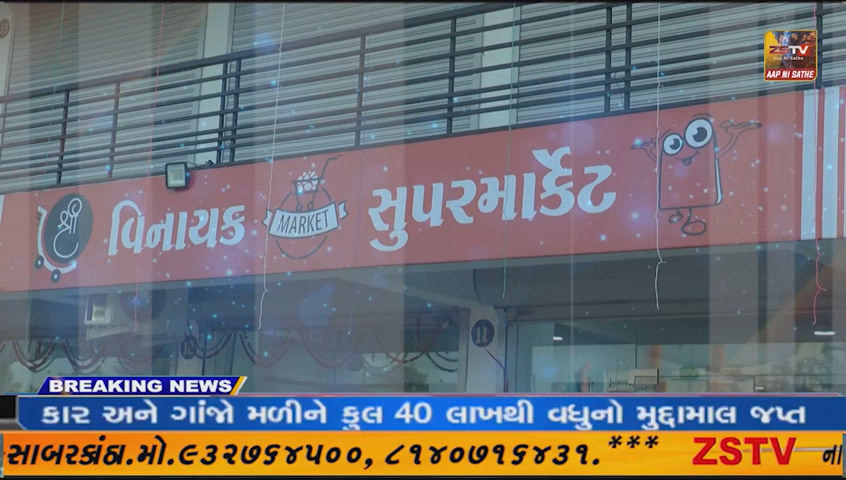 ZSTV
AAP NI SATHE
શ્રી વિનાયક MARKET સુપરમાર્કેટ
11
BREAKING NEWS
કાર અને ગાંજો મળીને કુલ 40 લાખથી વધુનો મુદ્દામાલ જપ્ત
સાબરકાંઠા.મો.૯૩૨૭૬૪૫૦૦, ૮૧૪૦૭૧૬૪૩૧.*** ZSTV ના